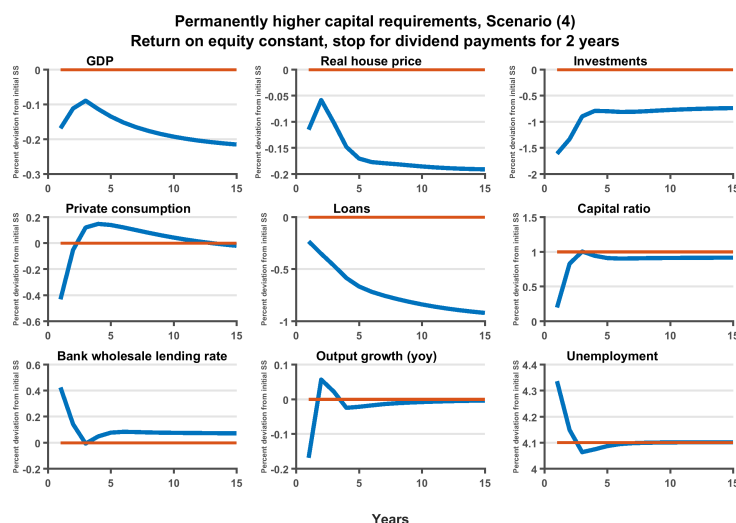 Permanently higher capital requirements, Scenario (4)
Return on equity constant, stop for dividend payments for 2 years
GDP
Percent deviation from initial SS
0
-0.1
-0.2
-0.3
0 5 10 15
Real house price
Percent deviation from initial SS
0
-0.05
-0.1
-0.15
-0.2
0 5 10 15
Investments
Percent deviation from initial SS
0
-0.5
-1
-1.5
-2
0 5 10 15
Private consumption
Percent deviation from initial SS
0.2
0
-0.2
-0.4
-0.6
0 5 10 15
Loans
Percent deviation from initial SS
0
-0.5
-1
0 5 10 15
Capital ratio
Percent deviation from initial SS
1.5
1
0.5
0
0 5 10 15
Bank wholesale lending rate
Percent deviation from initial SS
0.6
0.4
0.2
0
-0.2
0 5 10 15
Output growth (yoy)
Percent deviation from initial SS
0.1
0
-0.1
-0.2
0 5 10 15
Unemployment
Percent deviation from initial SS
4.4
4.3
4.2
4.1
4
0 5 10 15
Years